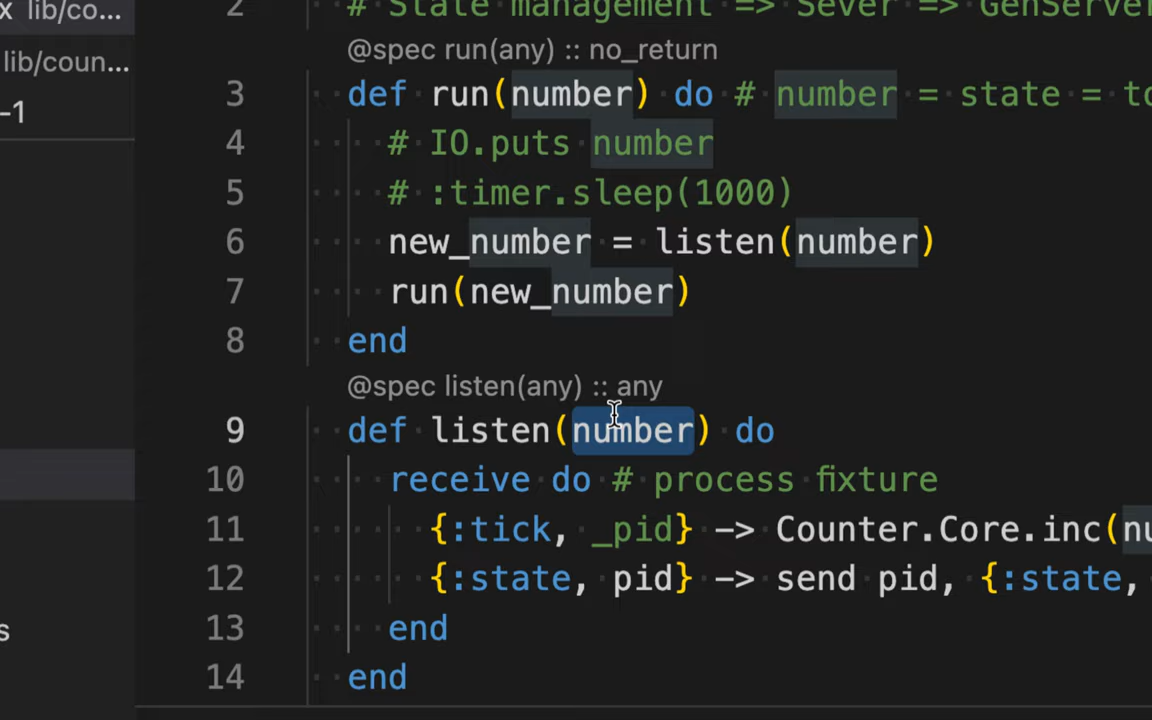 x lib/co...
lib/coun...
-1
s
2 # State management => Sever => GenServer
@spec run(any) :: no_return
3 def run(number) do # number = state =
4 # IO.puts number
5 # :timer.sleep(1000)
6 new_number = listen(number)
7 run(new_number)
8 end
@spec listen(any) :: any
9 def listen(number) do
10 receive do # process fixture
11 {:tick, _pid} -> Counter.Core.inc(
12 {:state, pid} -> send pid, {:state,
13 end
14 end